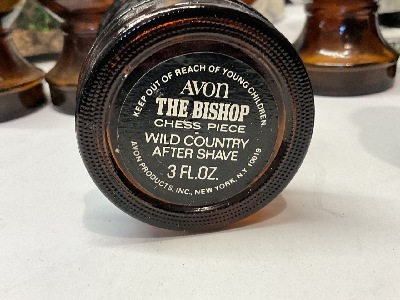 KEEP OUT OF REACH OF YOUNG CHILDREN.
AVON
THE BISHOP
CHESS PIECE
WILD COUNTRY
AFTER SHAVE
3 FL.OZ.
AVON PRODUCTS, INC., NEW YORK, N.Y. 10019